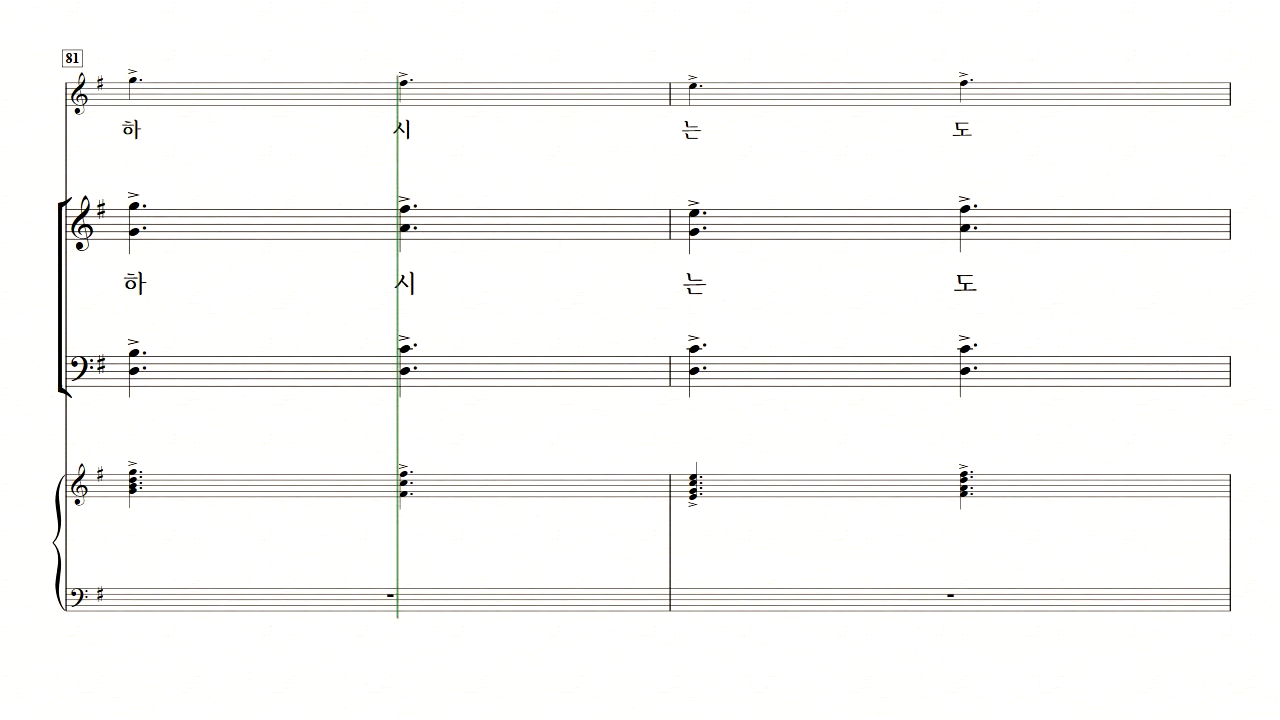 81
하 시 는 도
하 시 는 도